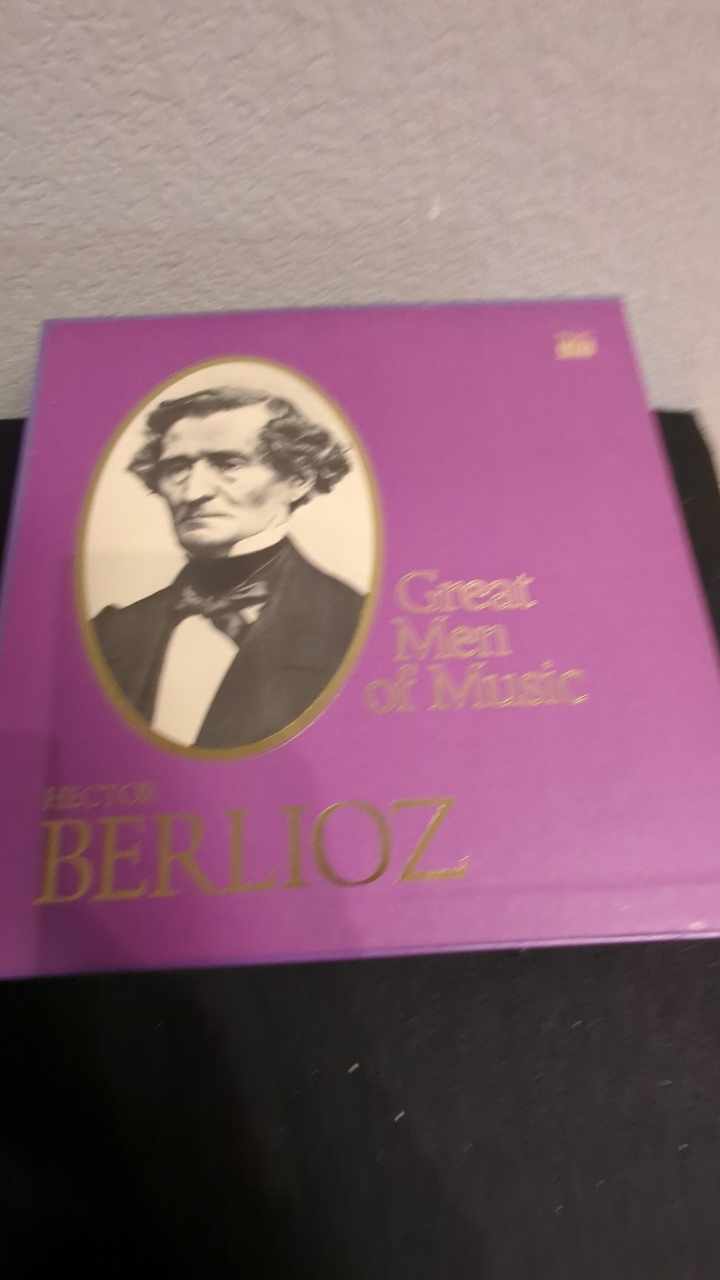 Great
Men
of Music
HECTOR
BERLIOZ